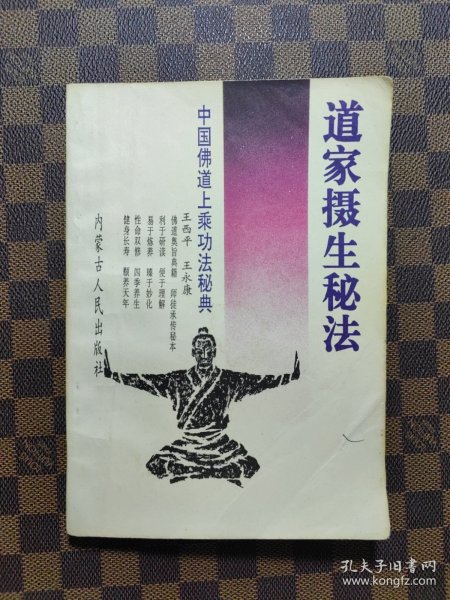 道家摄生秘法
中国佛道上乘功法秘典
王西平 王永康
佛道奥旨典籍 师徒承传秘本
利于研读 便于理解
易于炼养 臻于妙化
性命双修 四季养生
健身长寿 颐养天年
内蒙古人民出版社
孔夫子旧书网
www.kongfz.com